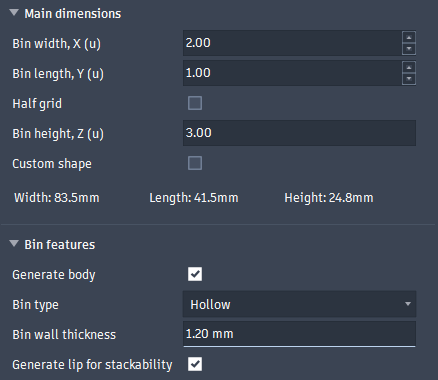 Main dimensions
Bin width, X (u) 2.00
Bin length, Y (u) 1.00
Half grid
Bin height, Z (u) 3.00
Custom shape
Width: 83.5mm Length: 41.5mm Height: 24.8mm
Bin features
Generate body
Bin type Hollow
Bin wall thickness 1.20 mm
Generate lip for stackability